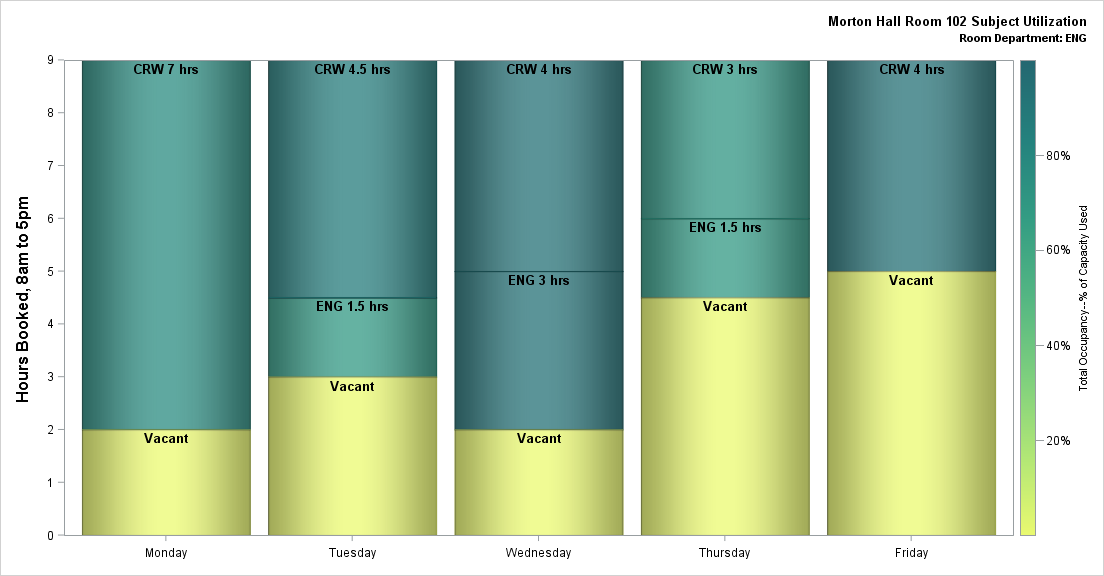 Morton Hall Room 102 Subject Utilization
Room Department: ENG
Hours Booked, 8am to 5pm
9
8
7
6
5
4
3
2
1
0
CRW 7 hrs
Vacant
CRW 4.5 hrs
ENG 1.5 hrs
Vacant
CRW 4 hrs
ENG 3 hrs
Vacant
CRW 3 hrs
ENG 1.5 hrs
Vacant
CRW 4 hrs
Vacant
Monday
Tuesday
Wednesday
Thursday
Friday
80%
60%
40%
20%
Total Occupancy--% of Capacity Used